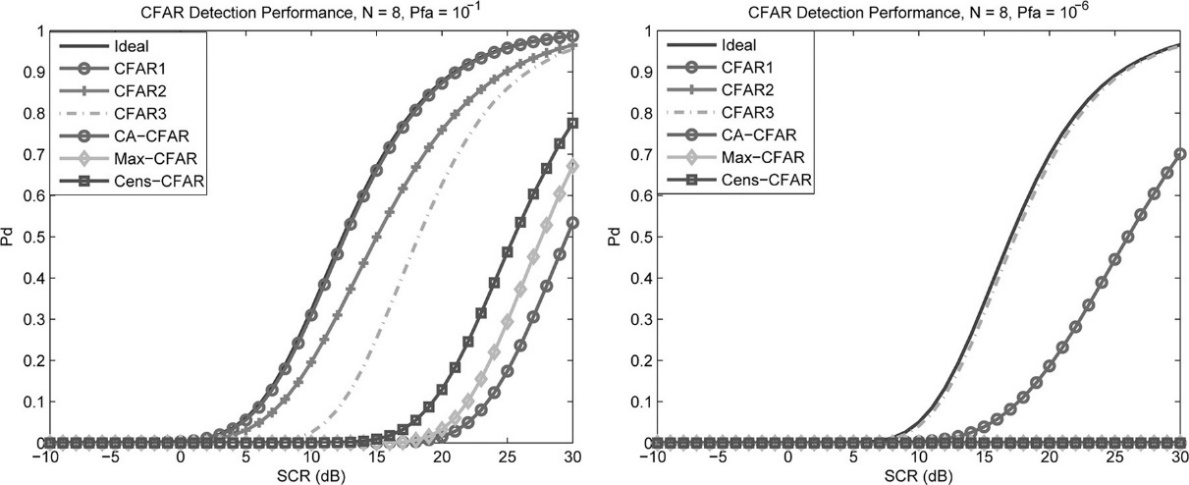 CFAR Detection Performance, N = 8, Pfa = 10⁻¹
1
0.9
0.8
0.7
0.6
0.5
0.4
0.3
0.2
0.1
0
Pd
Ideal
CFAR1
CFAR2
CFAR3
CA−CFAR
Max−CFAR
Cens−CFAR
−10 −5 0 5 10 15 20 25 30
SCR (dB)
CFAR Detection Performance, N = 8, Pfa = 10⁻⁶
1
0.9
0.8
0.7
0.6
0.5
0.4
0.3
0.2
0.1
0
Pd
Ideal
CFAR1
CFAR2
CFAR3
CA−CFAR
Max−CFAR
Cens−CFAR
−10 −5 0 5 10 15 20 25 30
SCR (dB)